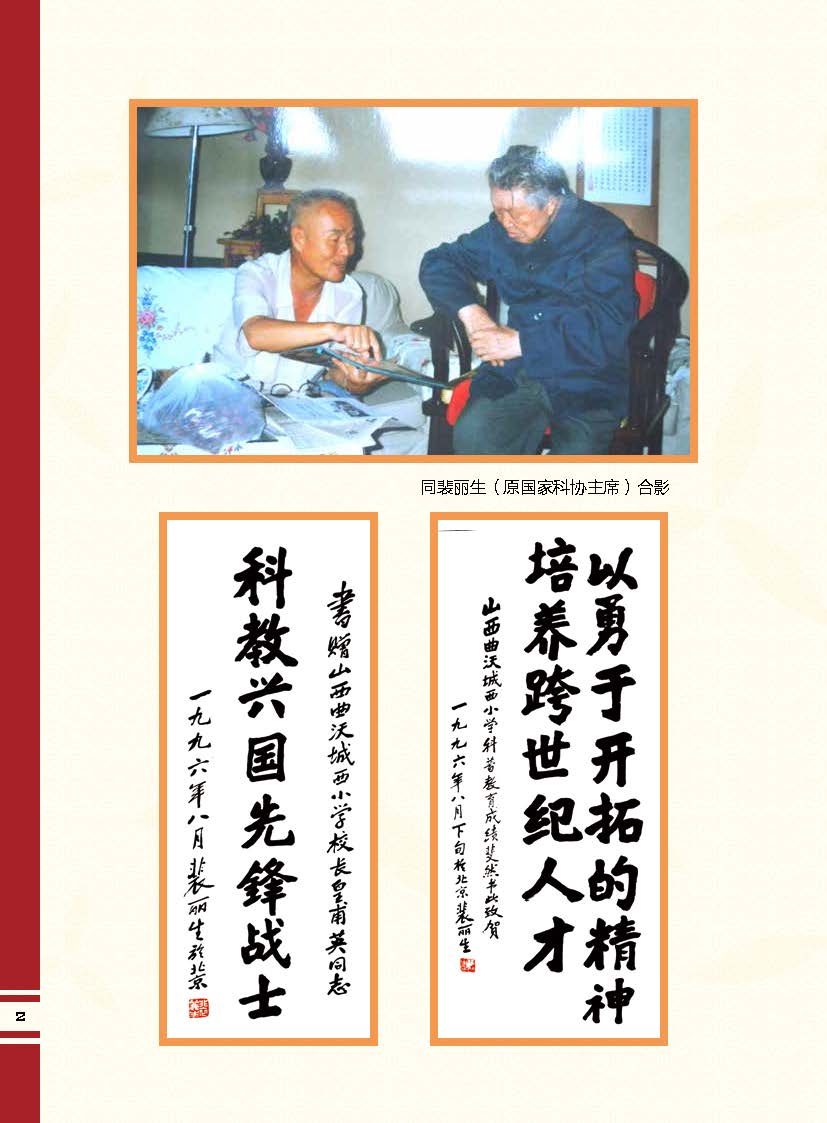 同裴丽生（原国家科协主席）合影
书赠山西曲沃城西小学校长皇甫英同志
科教兴国先锋战士
一九九六年八月裴丽生於北京
以勇于开拓的精神
培养跨世纪人才
山西曲沃城西小学科普教育成绩斐然书此致贺
一九九六年八月下旬於北京裴丽生
2